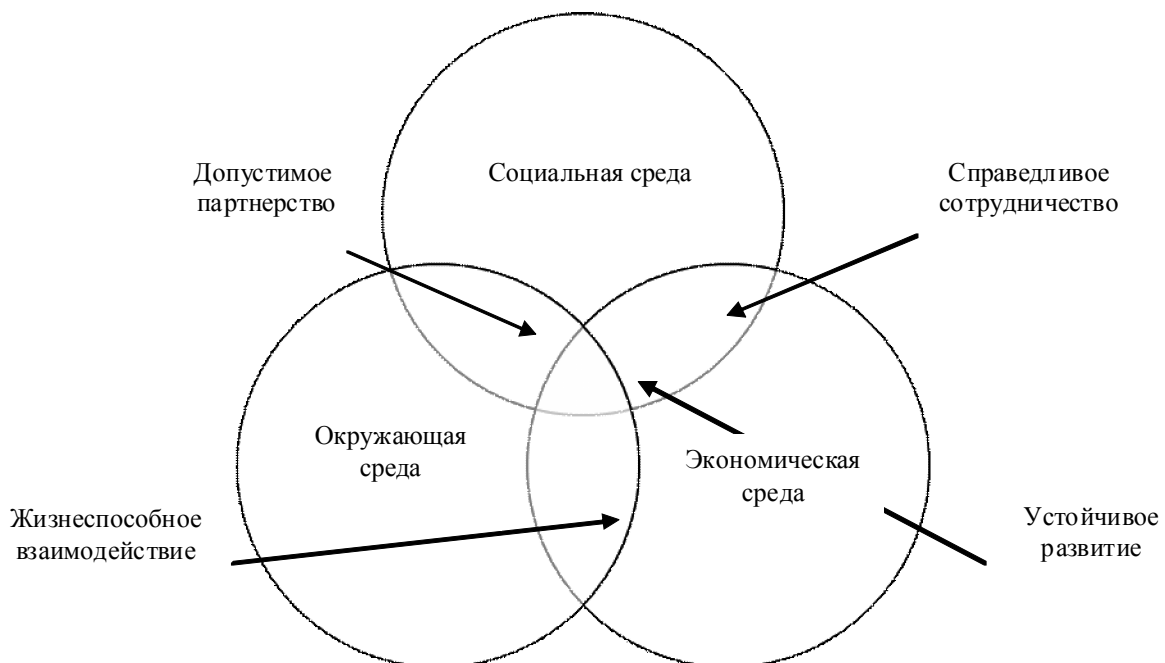 Допустимое
партнерство
Социальная среда
Справедливое
сотрудничество
Окружающая
среда
Экономическая
среда
Жизнеспособное
взаимодействие
Устойчивое
развитие